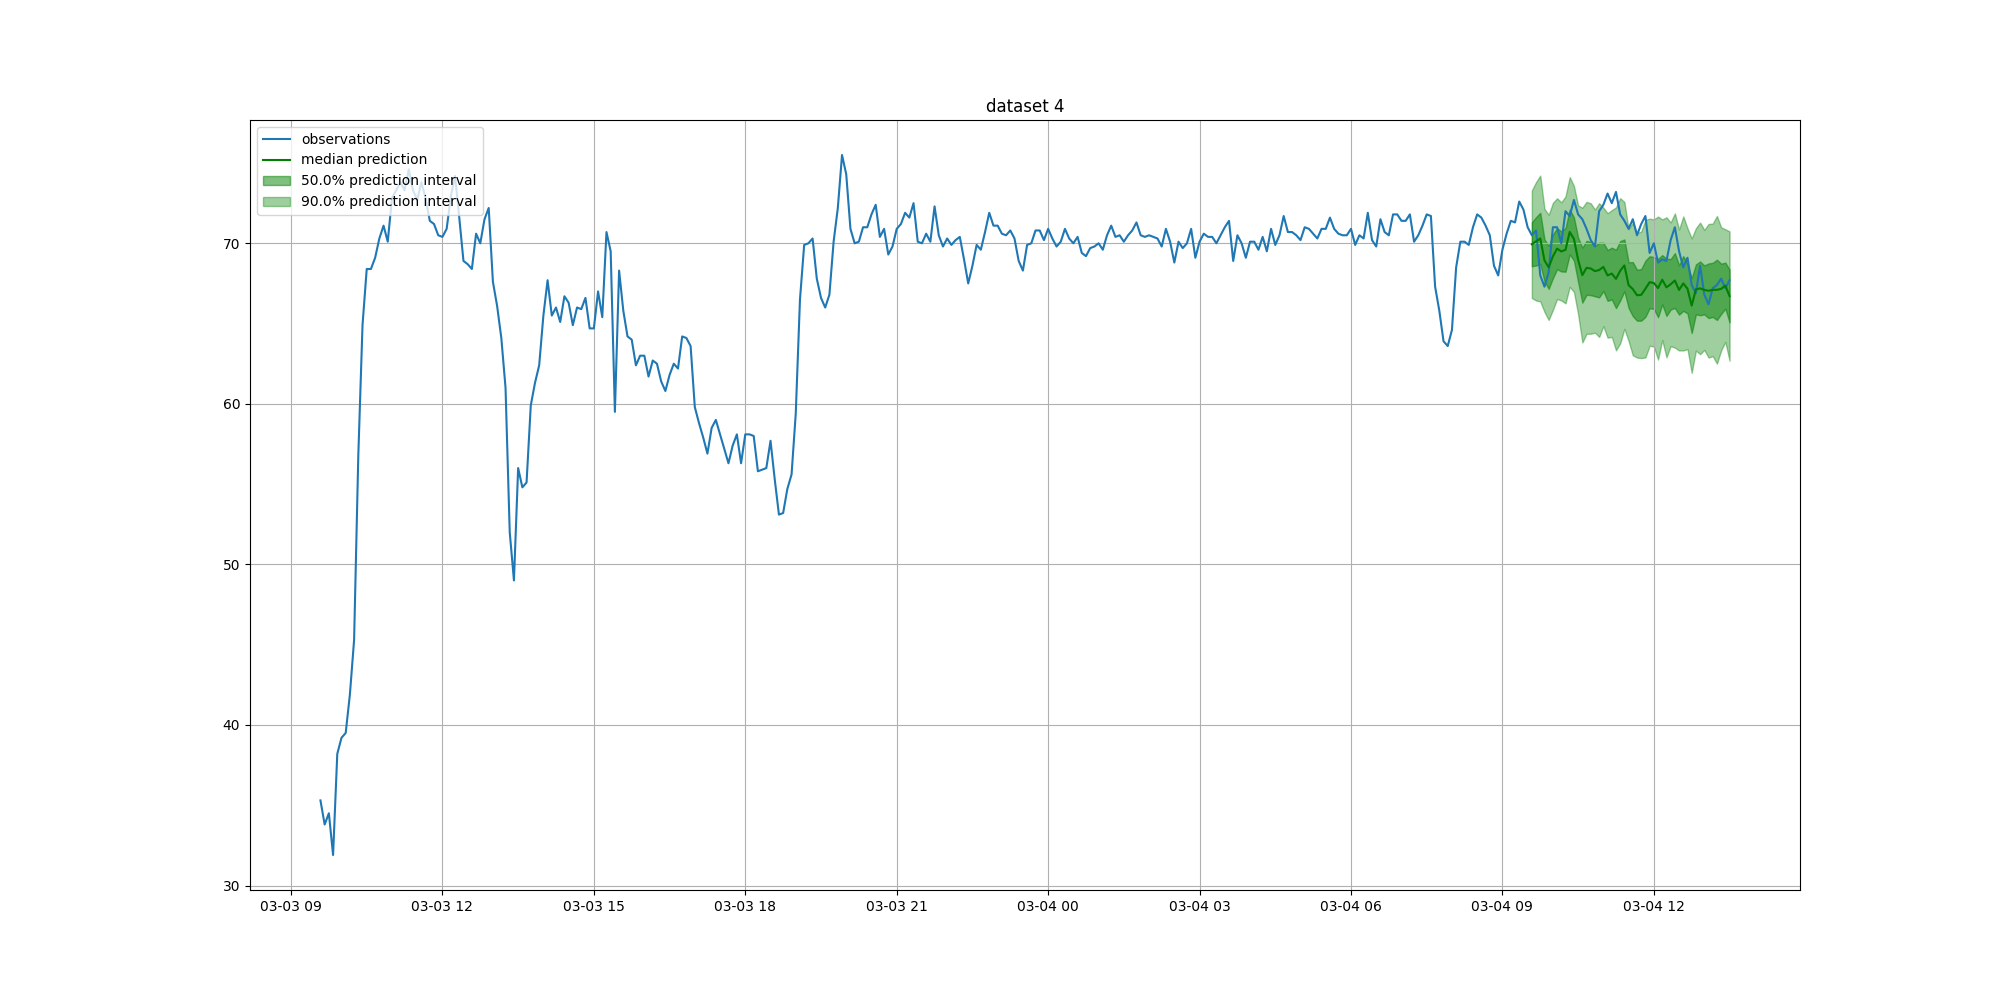 dataset 4
observations
median prediction
50.0% prediction interval
90.0% prediction interval
70
60
50
40
30
03-03 09 03-03 12 03-03 15 03-03 18 03-03 21 03-04 00 03-04 03 03-04 06 03-04 09 03-04 12